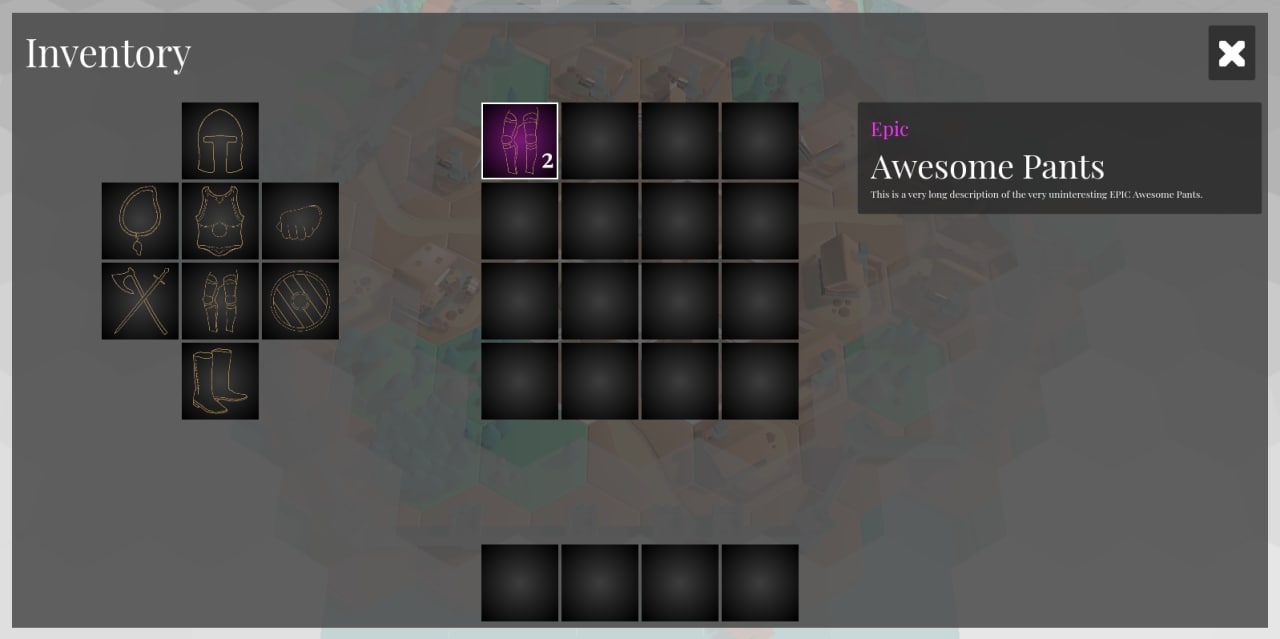 Inventory
2
Epic
Awesome Pants
This is a very long description of the very uninteresting EPIC Awesome Pants.